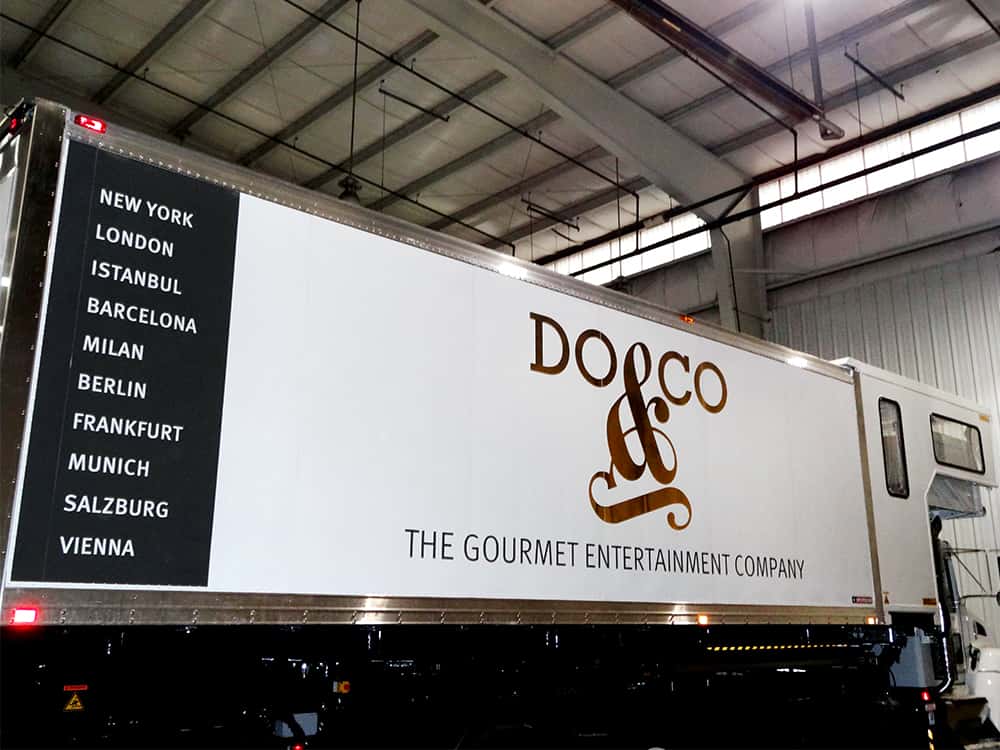 NEW YORK
LONDON
ISTANBUL
BARCELONA
MILAN
BERLIN
FRANKFURT
MUNICH
SALZBURG
VIENNA
DO&CO
THE GOURMET ENTERTAINMENT COMPANY